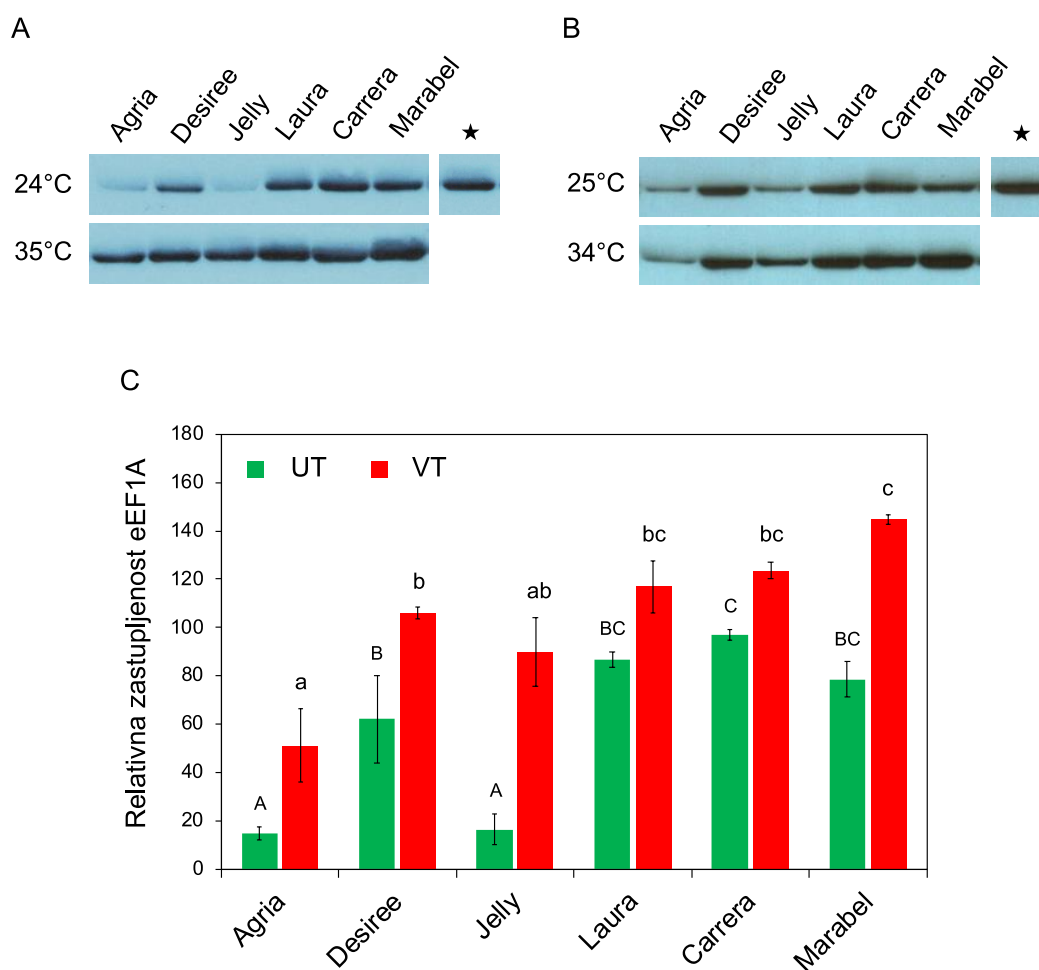 A
B
Agria Desiree Jelly Laura Carrera Marabel ★
Agria Desiree Jelly Laura Carrera Marabel ★
24°C
25°C
35°C
34°C
C
Relativna zastupljenost eEF1A
180
160
140
120
100
80
60
40
20
0
UT VT
A a
B b
A ab
BC bc
C bc
BC c
Agria Desiree Jelly Laura Carrera Marabel